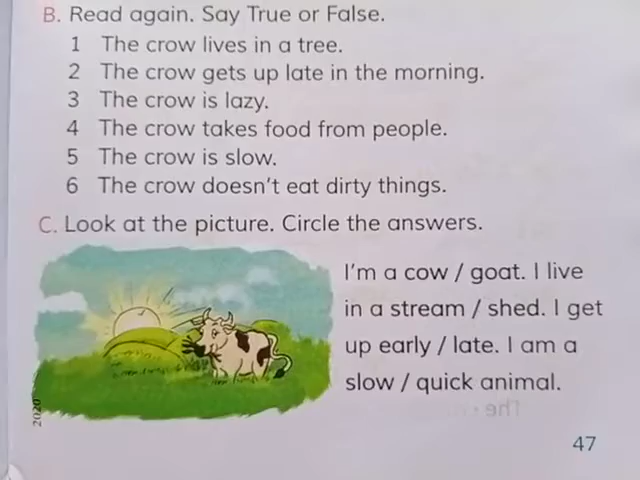 B. Read again. Say True or False.
1 The crow lives in a tree.
2 The crow gets up late in the morning.
3 The crow is lazy.
4 The crow takes food from people.
5 The crow is slow.
6 The crow doesn't eat dirty things.
C. Look at the picture. Circle the answers.
I'm a cow / goat. I live
in a stream / shed. I get
up early / late. I am a
slow / quick animal.
2020
47